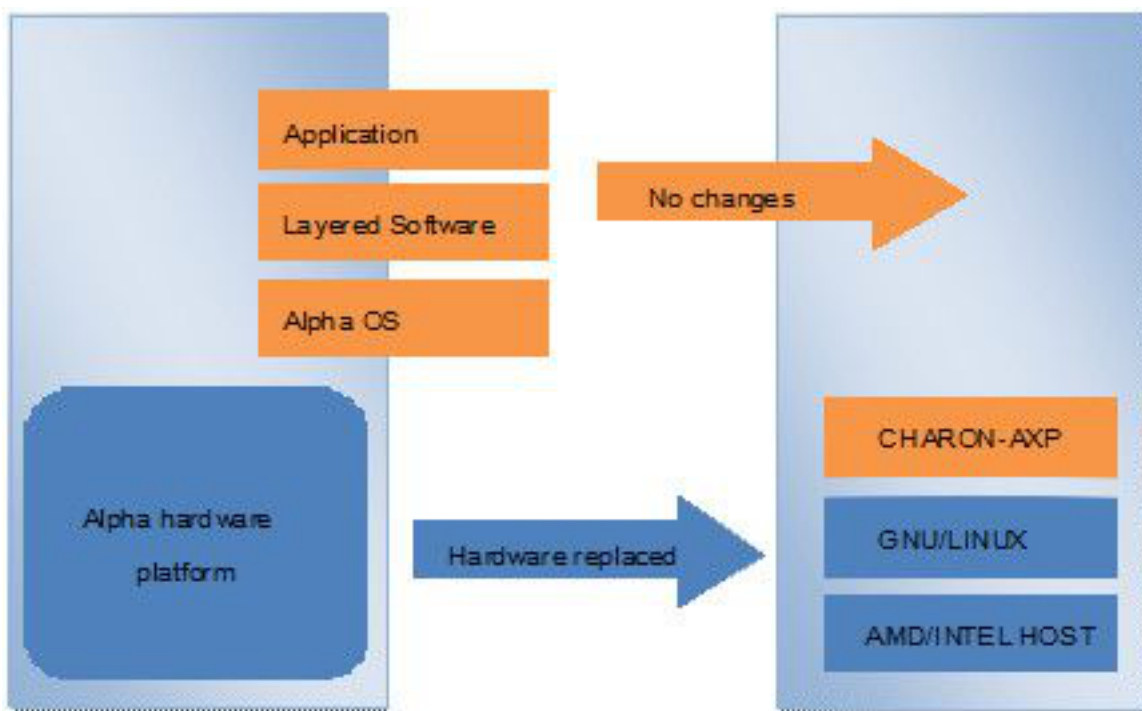 Application
Layered Software
Alpha OS
No changes
Alpha hardware
platform
Hardware replaced
CHARON-AXP
GNU/LINUX
AMD/INTEL HOST